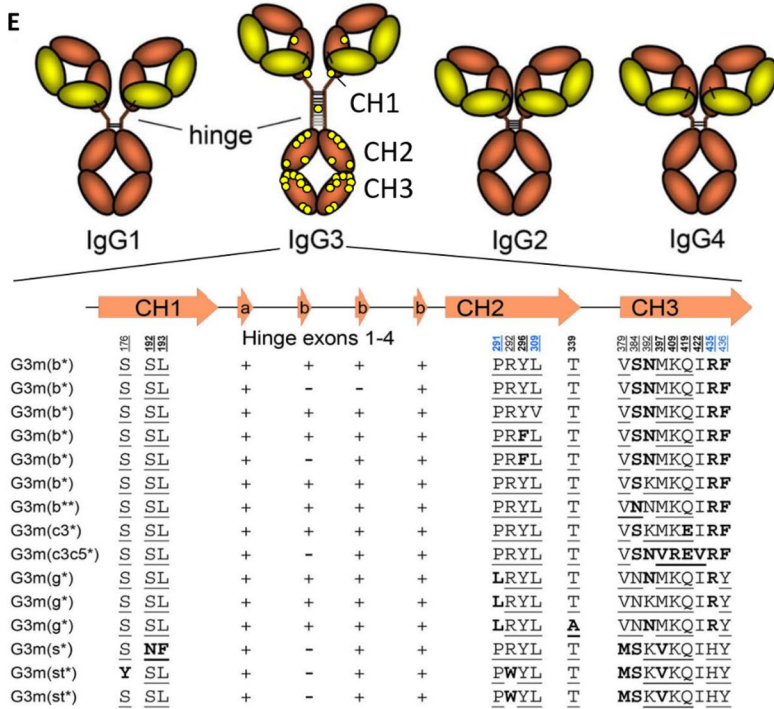 E
CH1
hinge
CH2
CH3
IgG1 IgG3 IgG2 IgG4
CH1 a b b b CH2 CH3
176 192 193 Hinge exons 1-4 291 292 296 309 339 379 384 392 397 409 419 422 435 436
G3m(b*) S SL + + + + PRYL T VSNMKQIRF
G3m(b*) S SL + - - + PRYL T VSNMKQIRF
G3m(b*) S SL + + + + PRYV T VSNMKQIRF
G3m(b*) S SL + + + + PRFL T VSNMKQIRF
G3m(b*) S SL + - + + PRFL T VSNMKQIRF
G3m(b*) S SL + + + + PRYL T VSKMKQIRF
G3m(b**) S SL + + + + PRYL T VNNMKQIRF
G3m(c3*) S SL + + + + PRYL T VSKMKEIRF
G3m(c3c5*) S SL + - + + PRYL T VSNVREVRF
G3m(g*) S SL + + + + LRYL T VNNMKQIRY
G3m(g*) S SL + + + + LRYL T VNKMKQIRY
G3m(g*) S SL + + + + LRYL A VNNMKQIRY
G3m(s*) S NF + - + + PRYL T MSKVKQIHY
G3m(st*) Y SL + - + + PWYL T MSKVKQIHY
G3m(st*) S SL + - + + PWYL T MSKVKQIHY